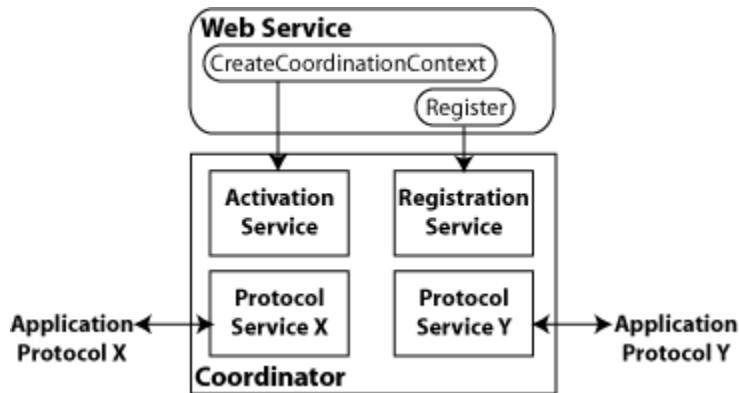 Web Service
CreateCoordinationContext
Register
Activation
Service
Registration
Service
Protocol
Service X
Protocol
Service Y
Application
Protocol X
Application
Protocol Y
Coordinator